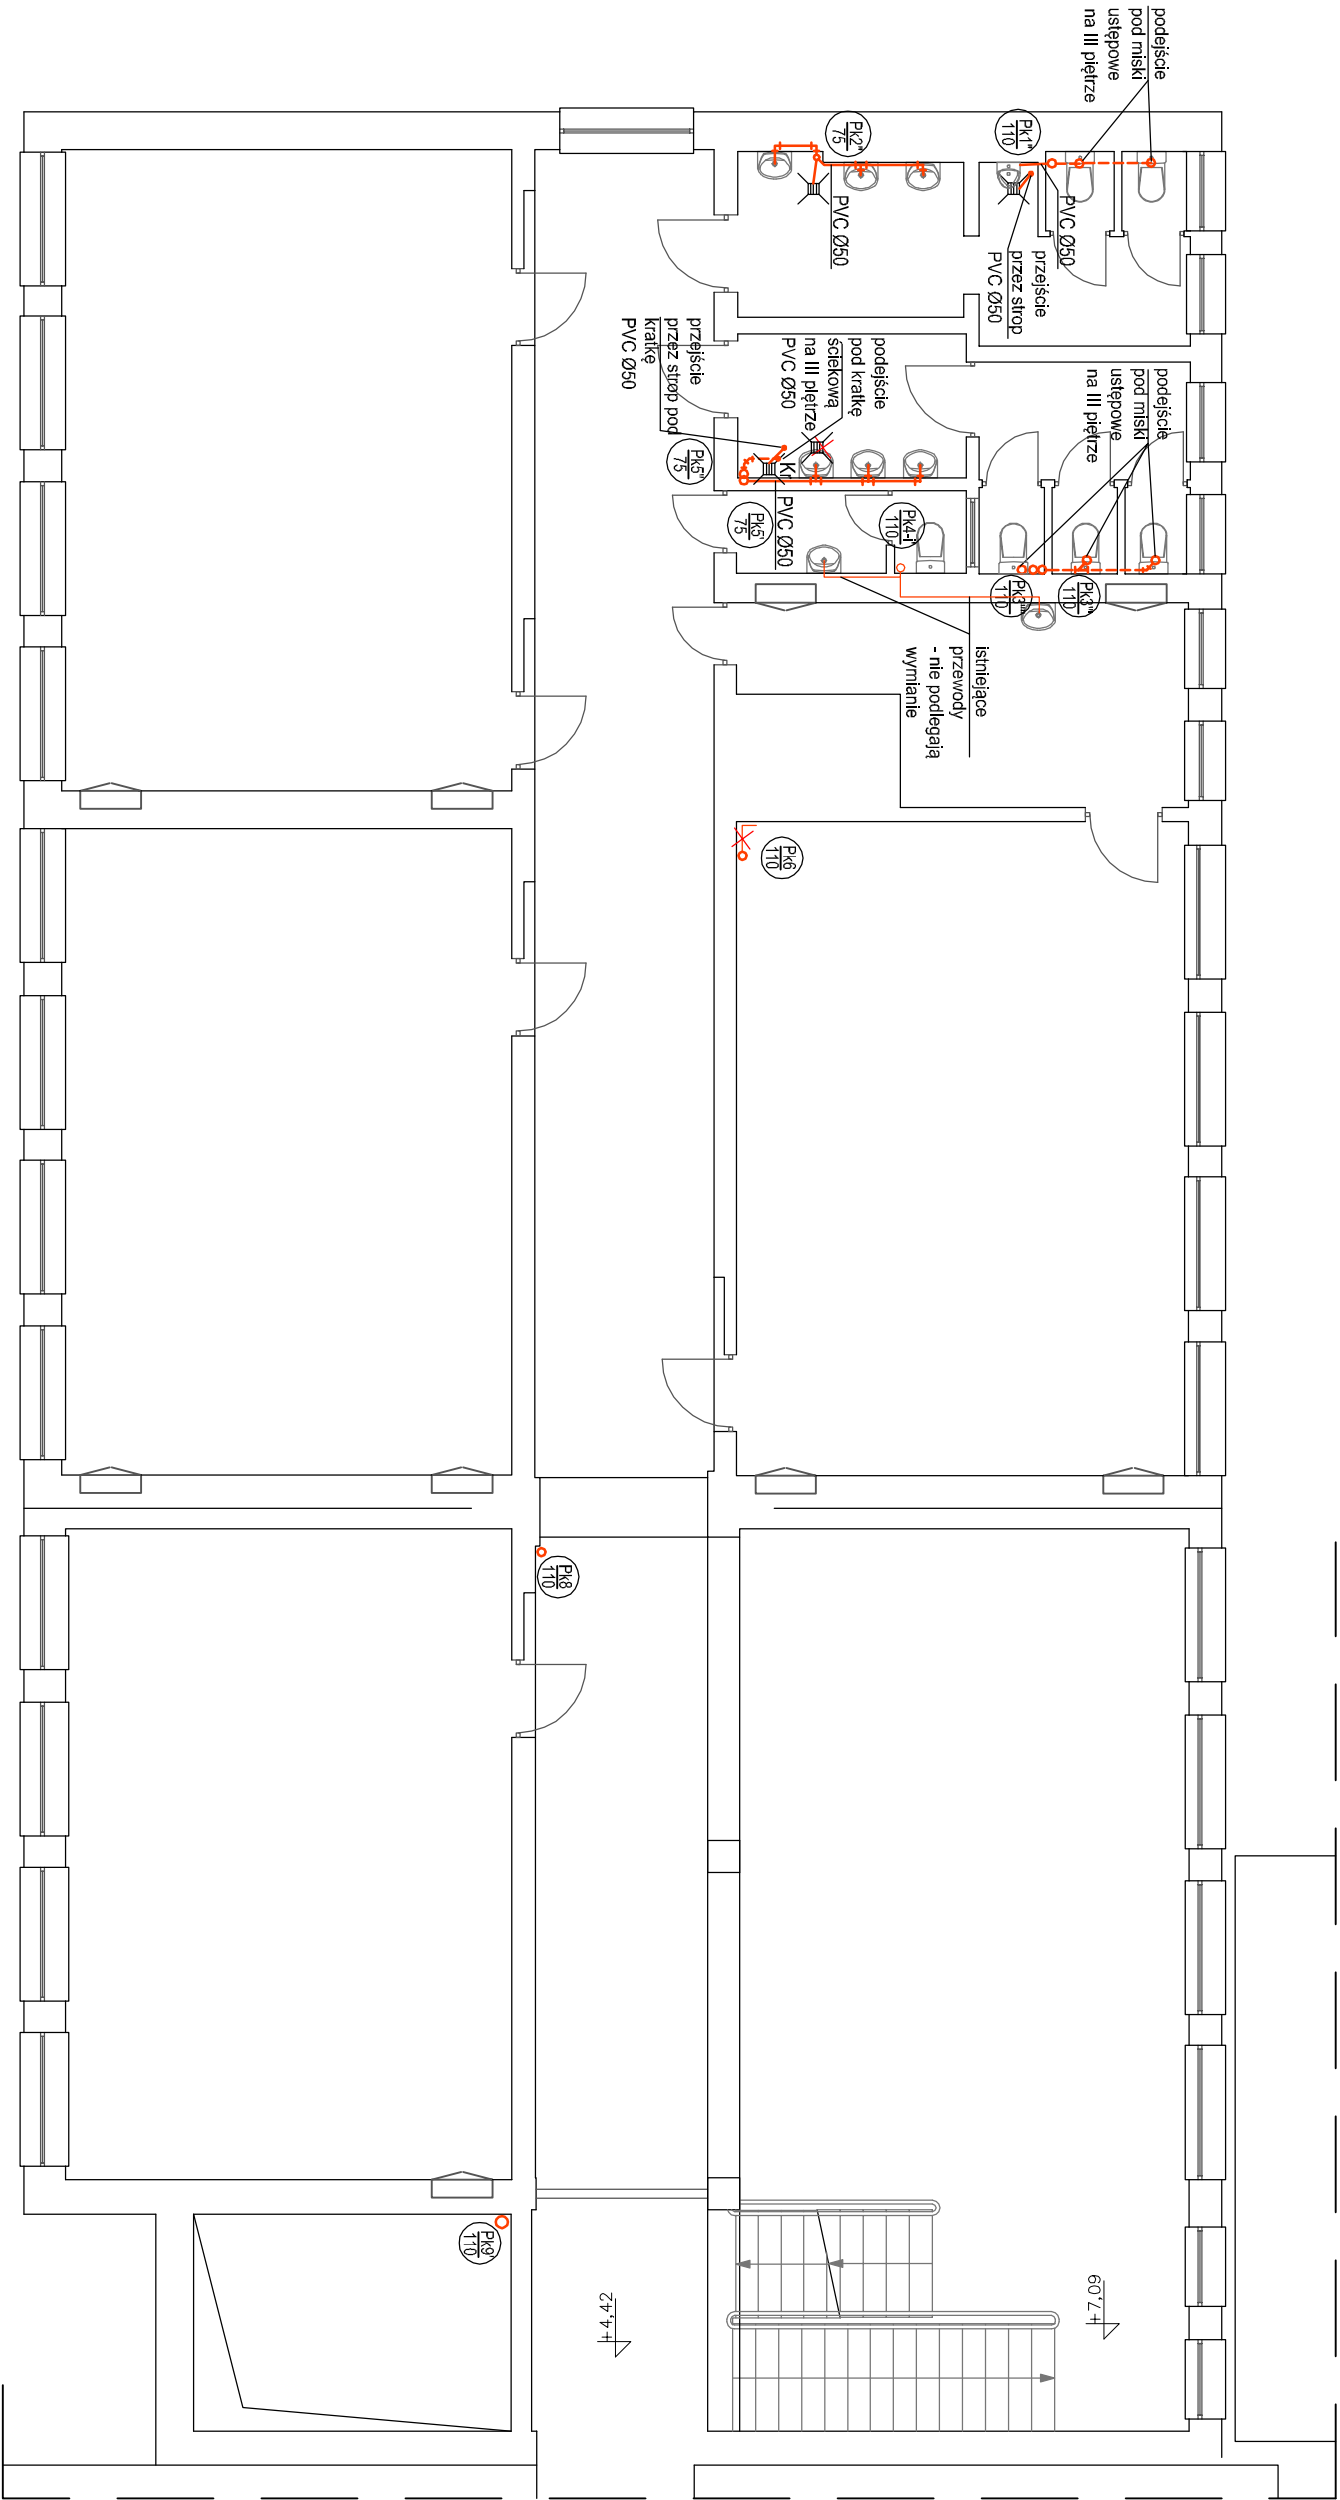 podejście
pod miski
ustępowe
na III piętrze
Pk1"
110
Pk2"
75
PVC Ø50
PVC Ø50
przejście
przez strop
PVC Ø50
podejście
pod miski
ustępowe
na III piętrze
podejście
pod kratkę
ściekową
na III piętrze
PVC Ø50
przejście
przez strop pod
kratkę
PVC Ø50
Kr
PVC Ø50
Pk5"
75
Pk5'
75
Pk4-i'
110
Pk3"
110
110
istniejące
przewody
- nie podlegają
wymianie
Pk6
110
Pk8
110
Pk9'
110
+4,42
+7,09